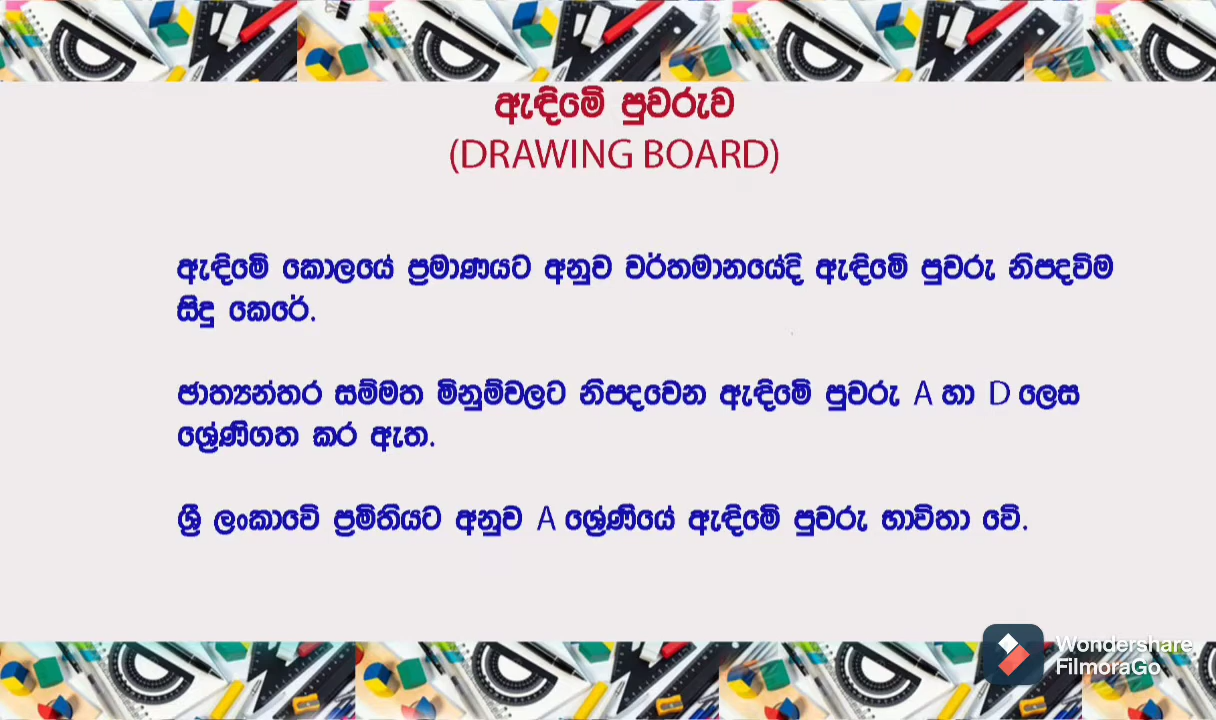 ඇඳීමේ පුවරුව
(DRAWING BOARD)
ඇඳීමේ කොලයේ ප්‍රමාණයට අනුව වර්තමානයේදී ඇඳීමේ පුවරු නිපදවීම
සිදු කෙරේ.
ජාත්‍යන්තර සම්මත මිනුම්වලට නිපදවෙන ඇඳීමේ පුවරු A හා D ලෙස
ශ්‍රේණිගත කර ඇත.
ශ්‍රී ලංකාවේ ප්‍රමිතියට අනුව A ශ්‍රේණියේ ඇඳීමේ පුවරු භාවිතා වේ.
Wondershare
FilmoraGo